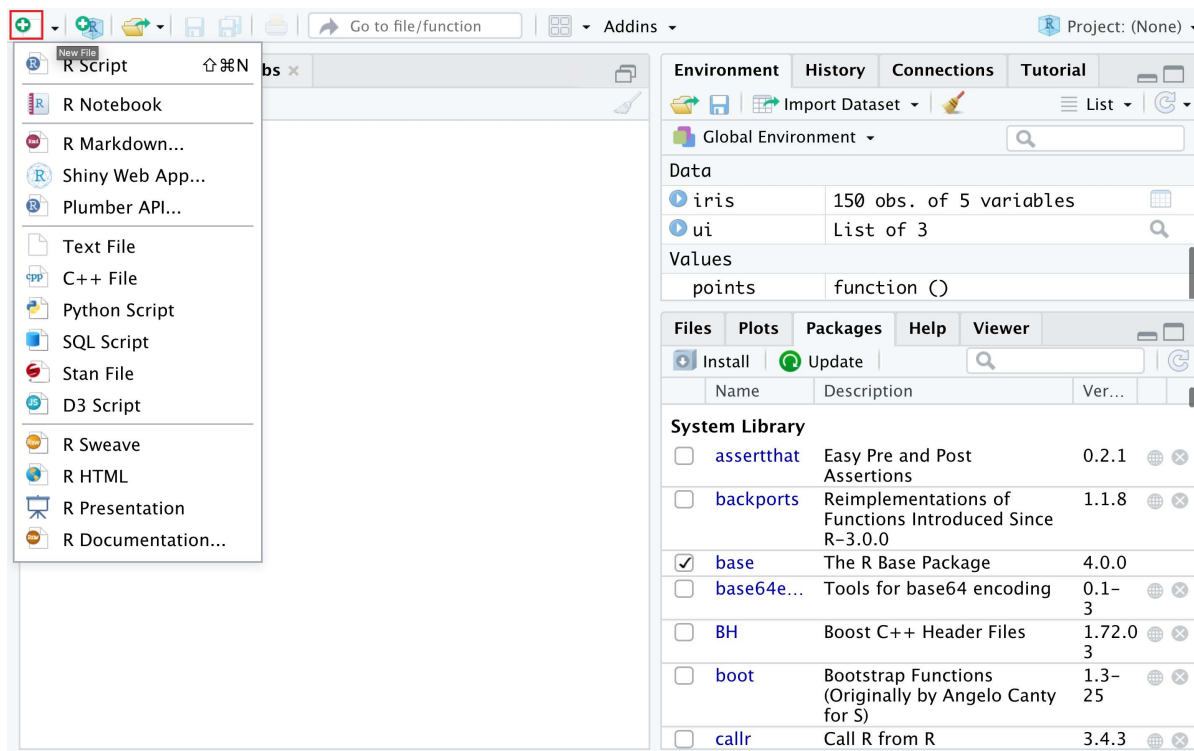 Go to file/function
Addins
Project: (None)
New File
R Script ⇧⌘N
R Notebook
R Markdown...
Shiny Web App...
Plumber API...
Text File
C++ File
Python Script
SQL Script
Stan File
D3 Script
R Sweave
R HTML
R Presentation
R Documentation...
bs
Environment History Connections Tutorial
Import Dataset List
Global Environment
Data
iris 150 obs. of 5 variables
ui List of 3
Values
points function ()
Files Plots Packages Help Viewer
Install Update
Name Description Ver...
System Library
assertthat Easy Pre and Post 0.2.1
Assertions
backports Reimplementations of 1.1.8
Functions Introduced Since
R-3.0.0
base The R Base Package 4.0.0
base64e... Tools for base64 encoding 0.1-
3
BH Boost C++ Header Files 1.72.0
3
boot Bootstrap Functions 1.3-
(Originally by Angelo Canty 25
for S)
callr Call R from R 3.4.3